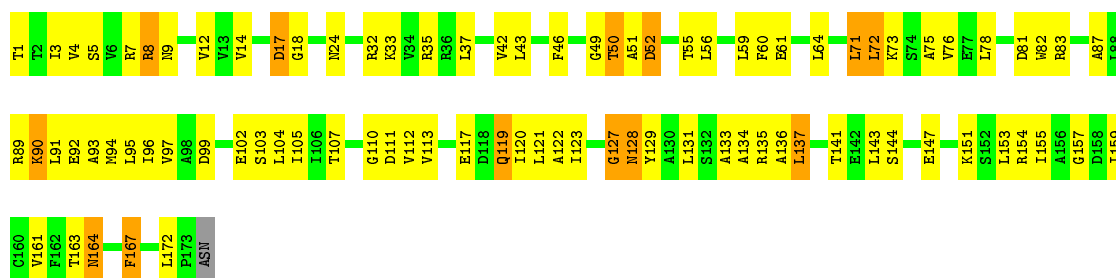 T1 T2 I3 V4 S5 V6 R7 R8 N9 V12 V13 V14 D17 G18 N24 R32 K33 V34 R35 R36 L37 V42 L43 F46 G49 T50 A51 D52 T55 L56 L59 F60 E61 L64 L71 L72 K73 S74 A75 V76 E77 L78 D81 W82 R83 A87 L88
R89 K90 L91 E92 A93 M94 L95 I96 V97 A98 D99 E102 S103 L104 I105 I106 T107 G110 D111 V112 V113 E117 D118 Q119 I120 L121 A122 I123 G127 N128 Y129 A130 L131 S132 A133 A134 R135 A136 L137 T141 E142 L143 S144 E147 K151 S152 L153 R154 I155 A156 G157 D158 I159
C160 V161 F162 T163 N164 F167 L172 P173 ASN